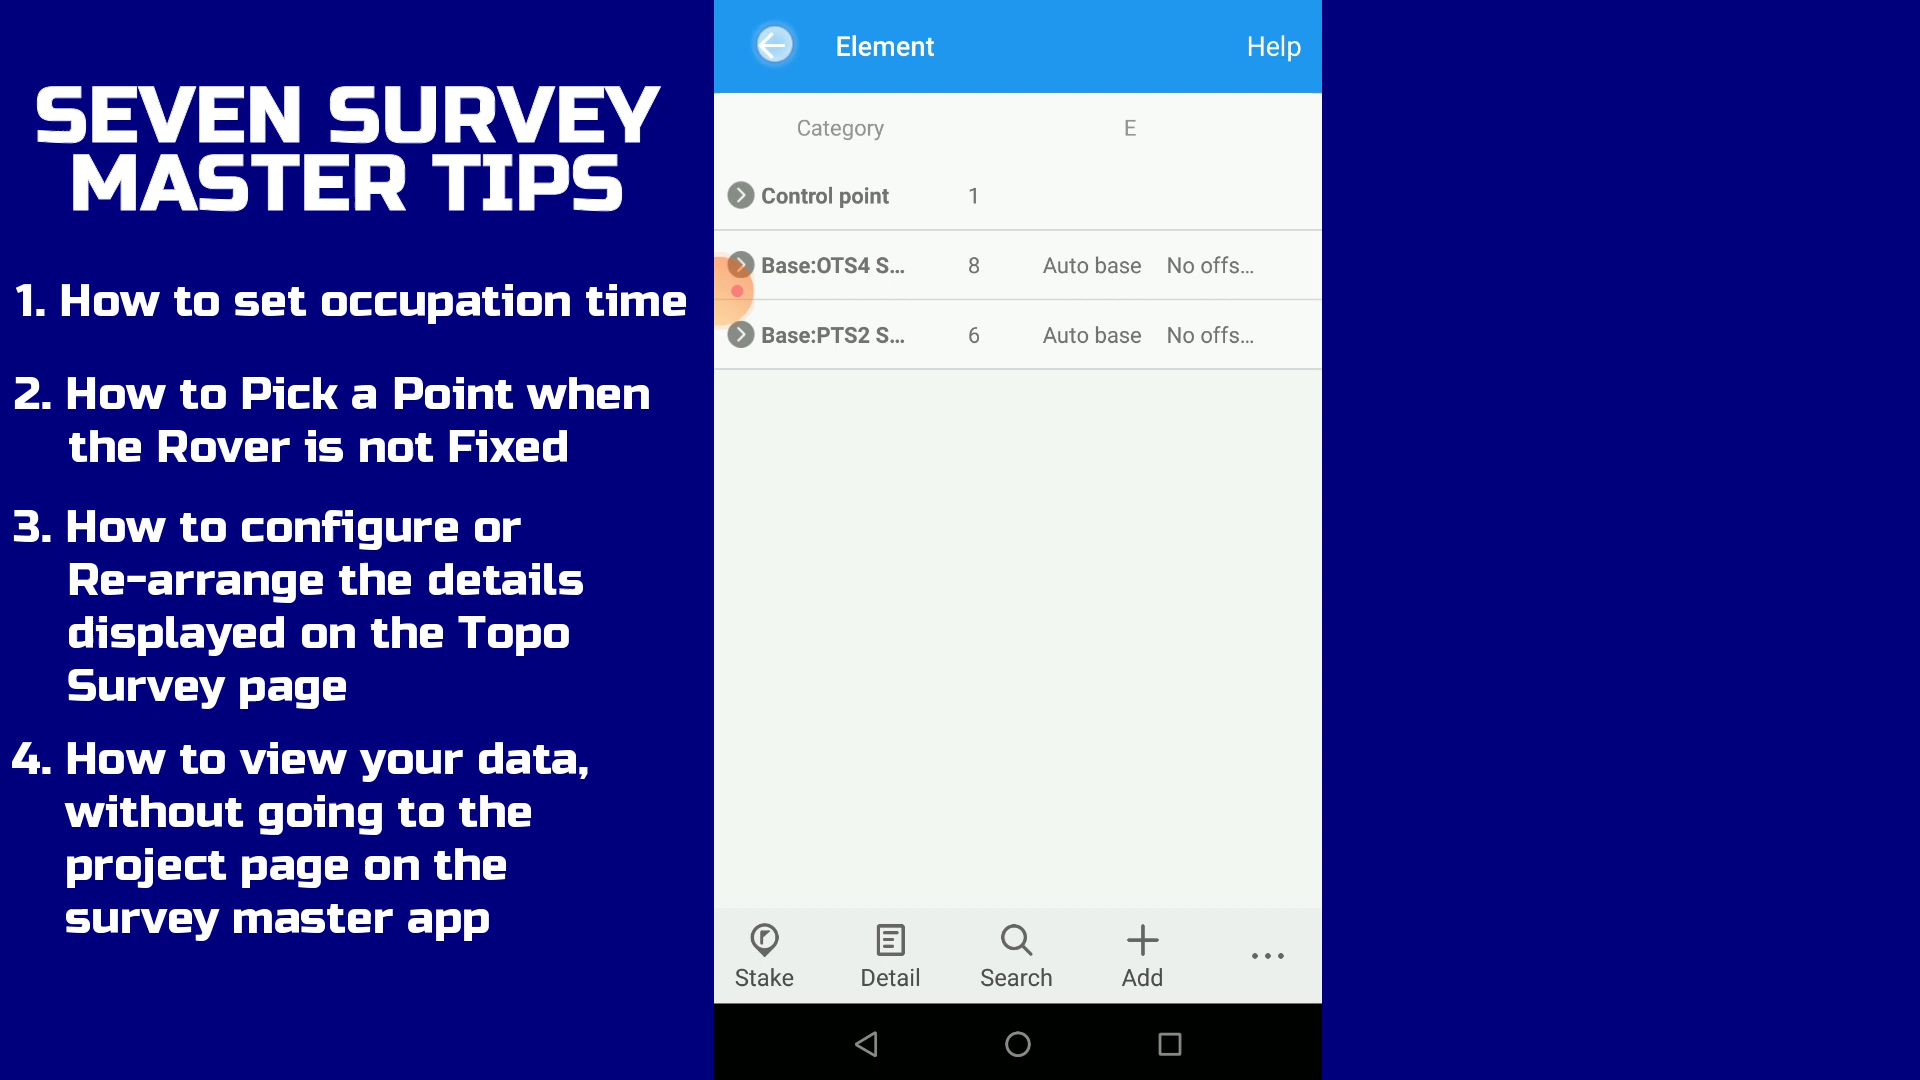 SEVEN SURVEY
MASTER TIPS
1. How to set occupation time
2. How to Pick a Point when
the Rover is not Fixed
3. How to configure or
Re-arrange the details
displayed on the Topo
Survey page
4. How to view your data,
without going to the
project page on the
survey master app
Element Help
Category E
Control point 1
Base:OTS4 S... 8 Auto base No offs...
Base:PTS2 S... 6 Auto base No offs...
Stake Detail Search Add